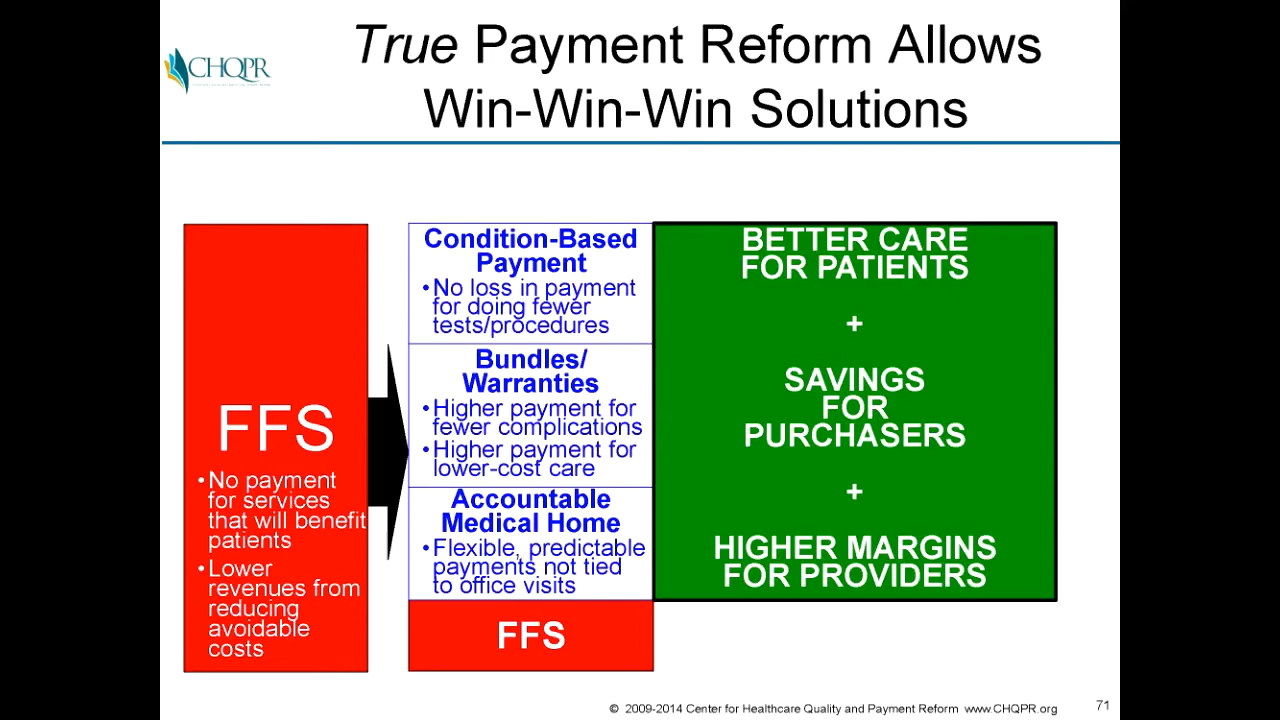 CHQPR
True Payment Reform Allows
Win-Win-Win Solutions
FFS
•No payment
for services
that will benefit
patients
•Lower
revenues from
reducing
avoidable
costs
Condition-Based
Payment
•No loss in payment
for doing fewer
tests/procedures
Bundles/
Warranties
•Higher payment for
fewer complications
•Higher payment for
lower-cost care
Accountable
Medical Home
•Flexible, predictable
payments not tied
to office visits
FFS
BETTER CARE
FOR PATIENTS
+
SAVINGS
FOR
PURCHASERS
+
HIGHER MARGINS
FOR PROVIDERS
© 2009-2014 Center for Healthcare Quality and Payment Reform www.CHQPR.org
71